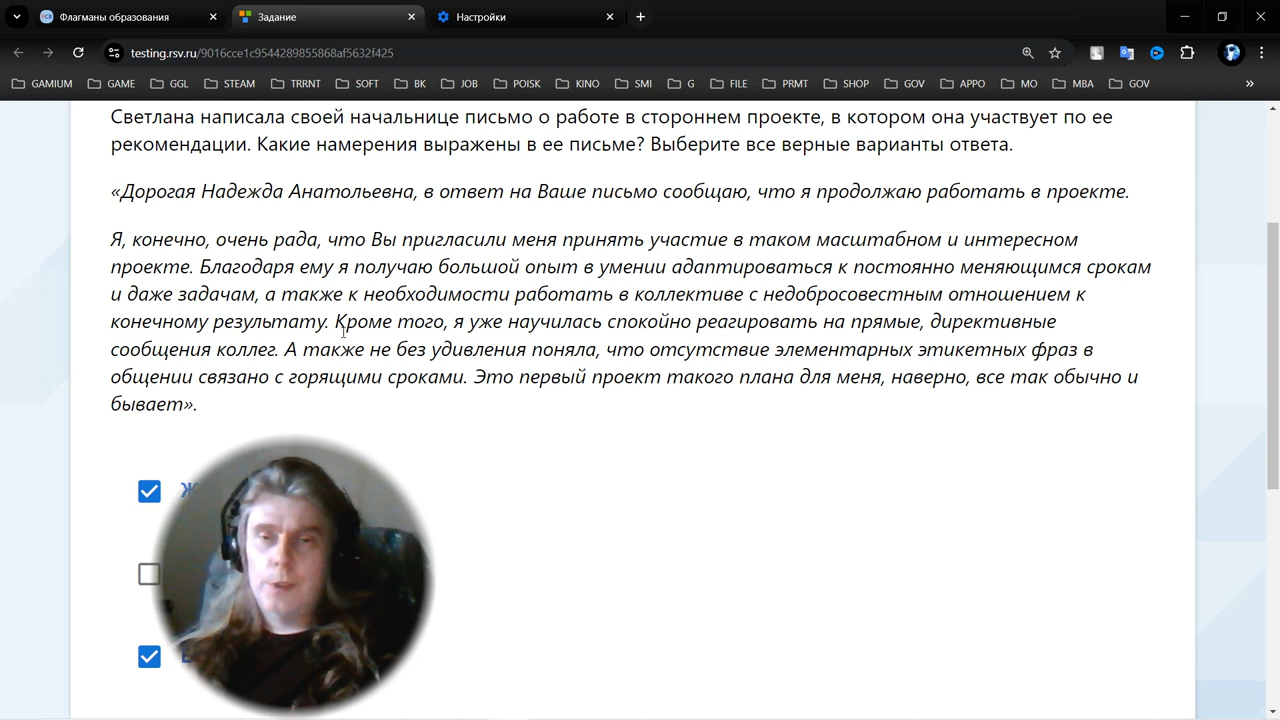 Флагманы образования
Задание
Настройки
testing.rsv.ru/9016cce1c9544289855868af5632f425
GAMIUM GAME GGL STEAM TRRNT SOFT BK JOB POISK KINO SMI G FILE PRMT SHOP GOV APPO MO MBA GOV
Светлана написала своей начальнице письмо о работе в стороннем проекте, в котором она участвует по ее
рекомендации. Какие намерения выражены в ее письме? Выберите все верные варианты ответа.
«Дорогая Надежда Анатольевна, в ответ на Ваше письмо сообщаю, что я продолжаю работать в проекте.
Я, конечно, очень рада, что Вы пригласили меня принять участие в таком масштабном и интересном
проекте. Благодаря ему я получаю большой опыт в умении адаптироваться к постоянно меняющимся срокам
и даже задачам, а также к необходимости работать в коллективе с недобросовестным отношением к
конечному результату. Кроме того, я уже научилась спокойно реагировать на прямые, директивные
сообщения коллег. А также не без удивления поняла, что отсутствие элементарных этикетных фраз в
общении связано с горящими сроками. Это первый проект такого плана для меня, наверно, все так обычно и
бывает».